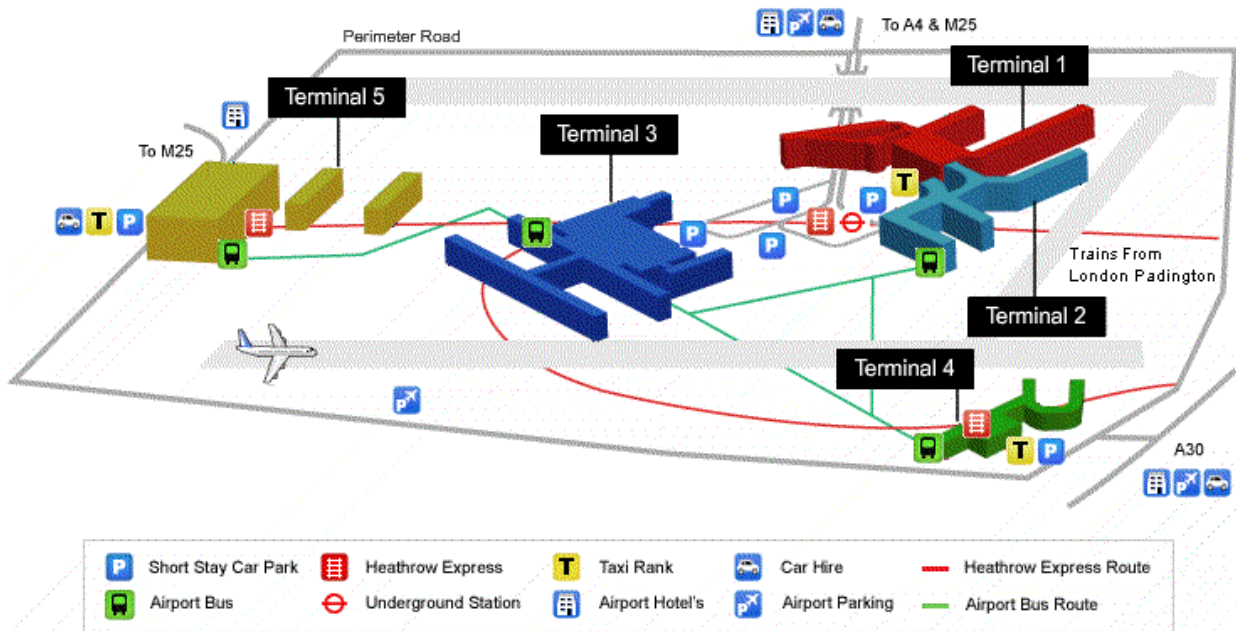 To A4 & M25
Perimeter Road
Terminal 1
Terminal 5
Terminal 3
To M25
T
P
P
P
T
P
P
Trains From
London Padington
Terminal 2
Terminal 4
P
T
P
A30
P
P Short Stay Car Park
Heathrow Express
T Taxi Rank
Car Hire
Heathrow Express Route
Airport Bus
Underground Station
Airport Hotel's
P Airport Parking
Airport Bus Route